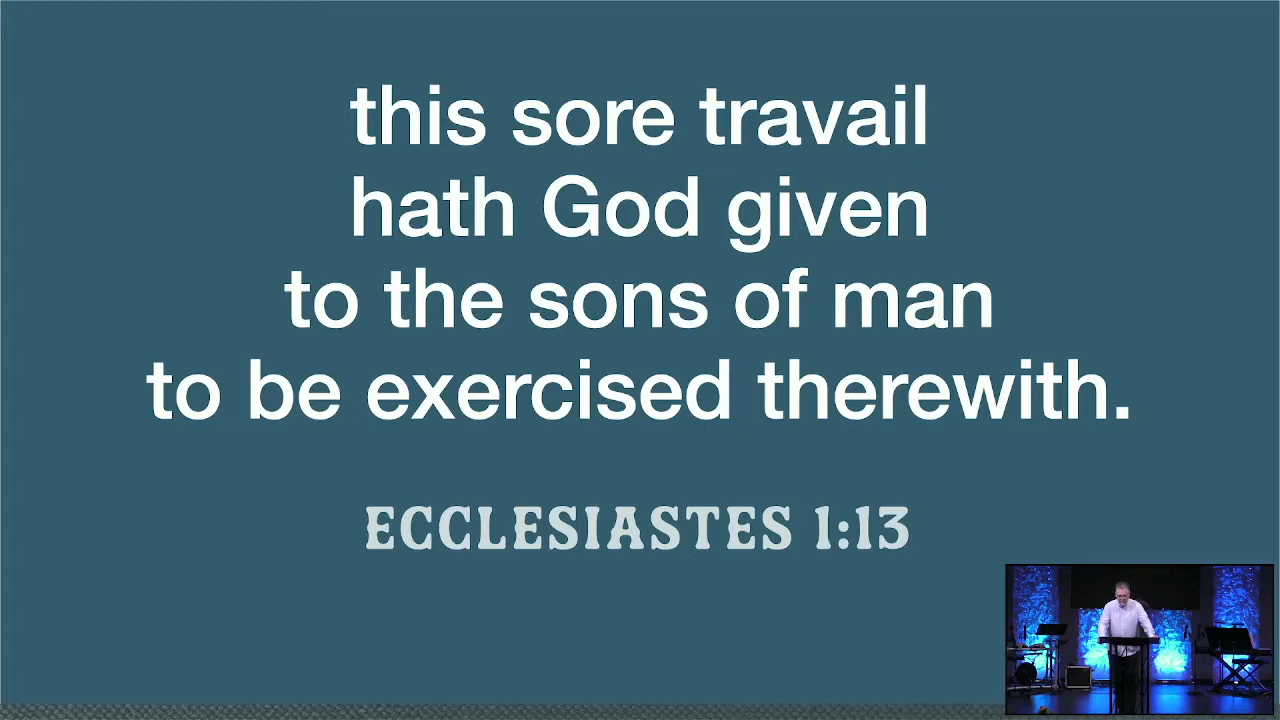 this sore travail
hath God given
to the sons of man
to be exercised therewith.
ECCLESIASTES 1:13